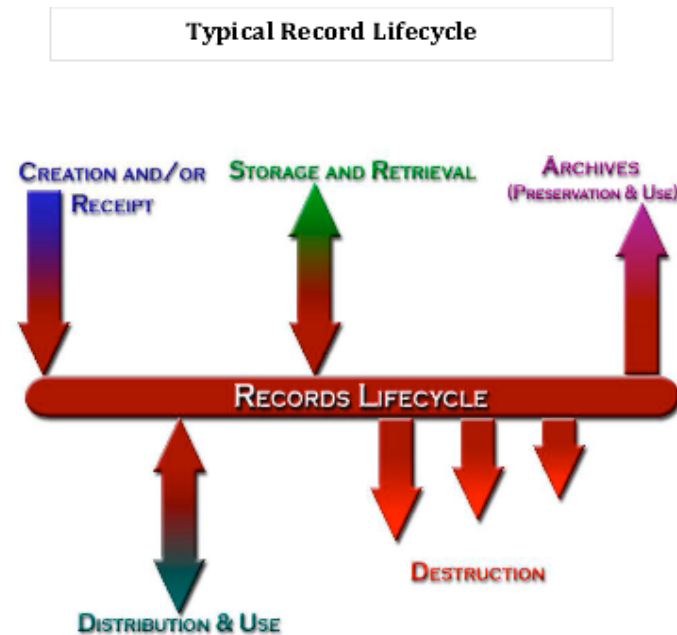 Typical Record Lifecycle
CREATION AND/OR
RECEIPT
STORAGE AND RETRIEVAL
ARCHIVES
(PRESERVATION & USE)
RECORDS LIFECYCLE
DESTRUCTION
DISTRIBUTION & USE